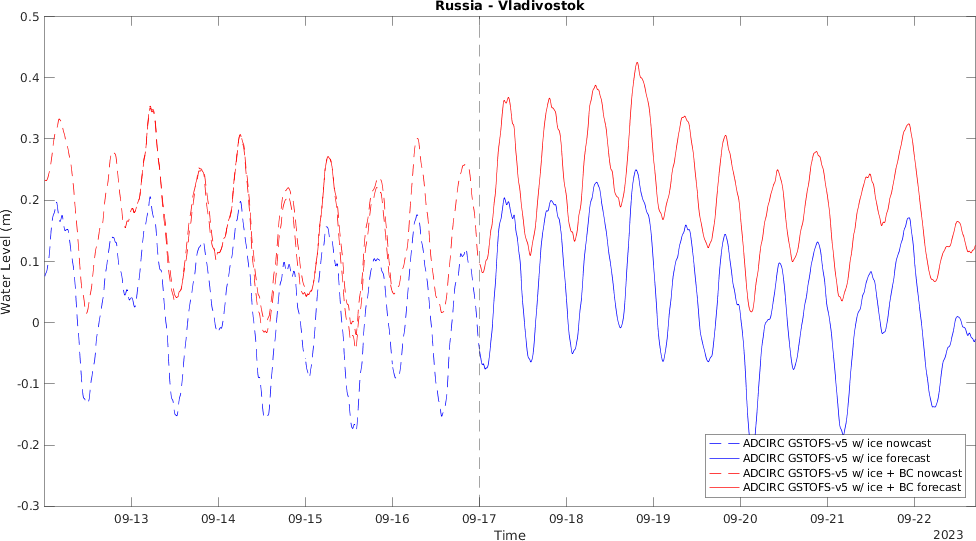 Russia - Vladivostok
0.5
0.4
0.3
0.2
0.1
0
-0.1
-0.2
-0.3
Water Level (m)
09-13 09-14 09-15 09-16 09-17 09-18 09-19 09-20 09-21 09-22
Time
2023
ADCIRC GSTOFS-v5 w/ ice nowcast
ADCIRC GSTOFS-v5 w/ ice forecast
ADCIRC GSTOFS-v5 w/ ice + BC nowcast
ADCIRC GSTOFS-v5 w/ ice + BC forecast